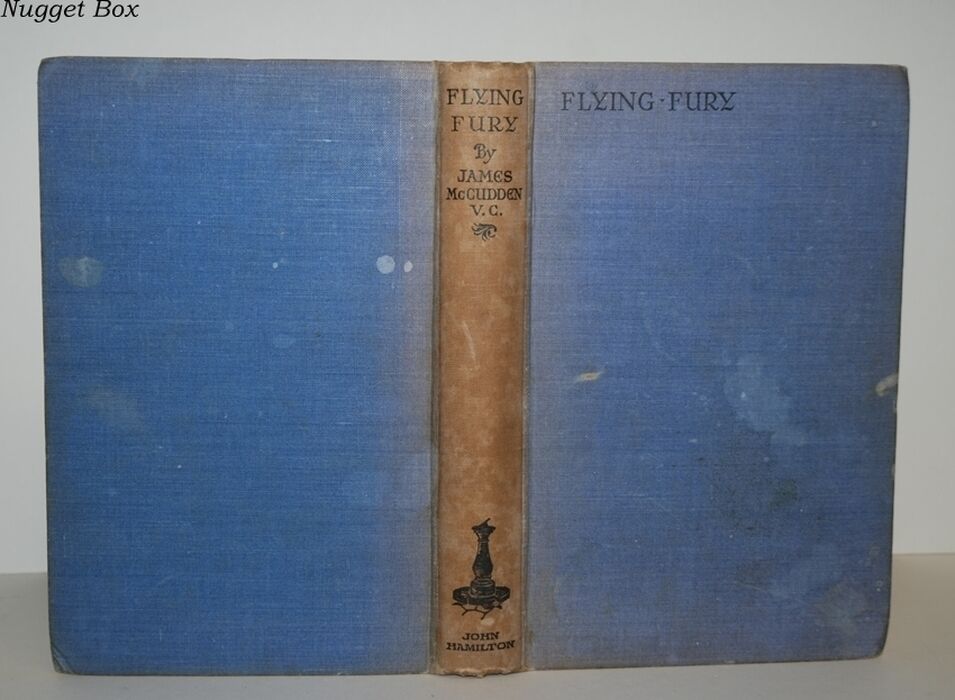 Nugget Box
FLYING
FURY
By
JAMES
McCUDDEN
V.C.
JOHN
HAMILTON
FLYING·FURY